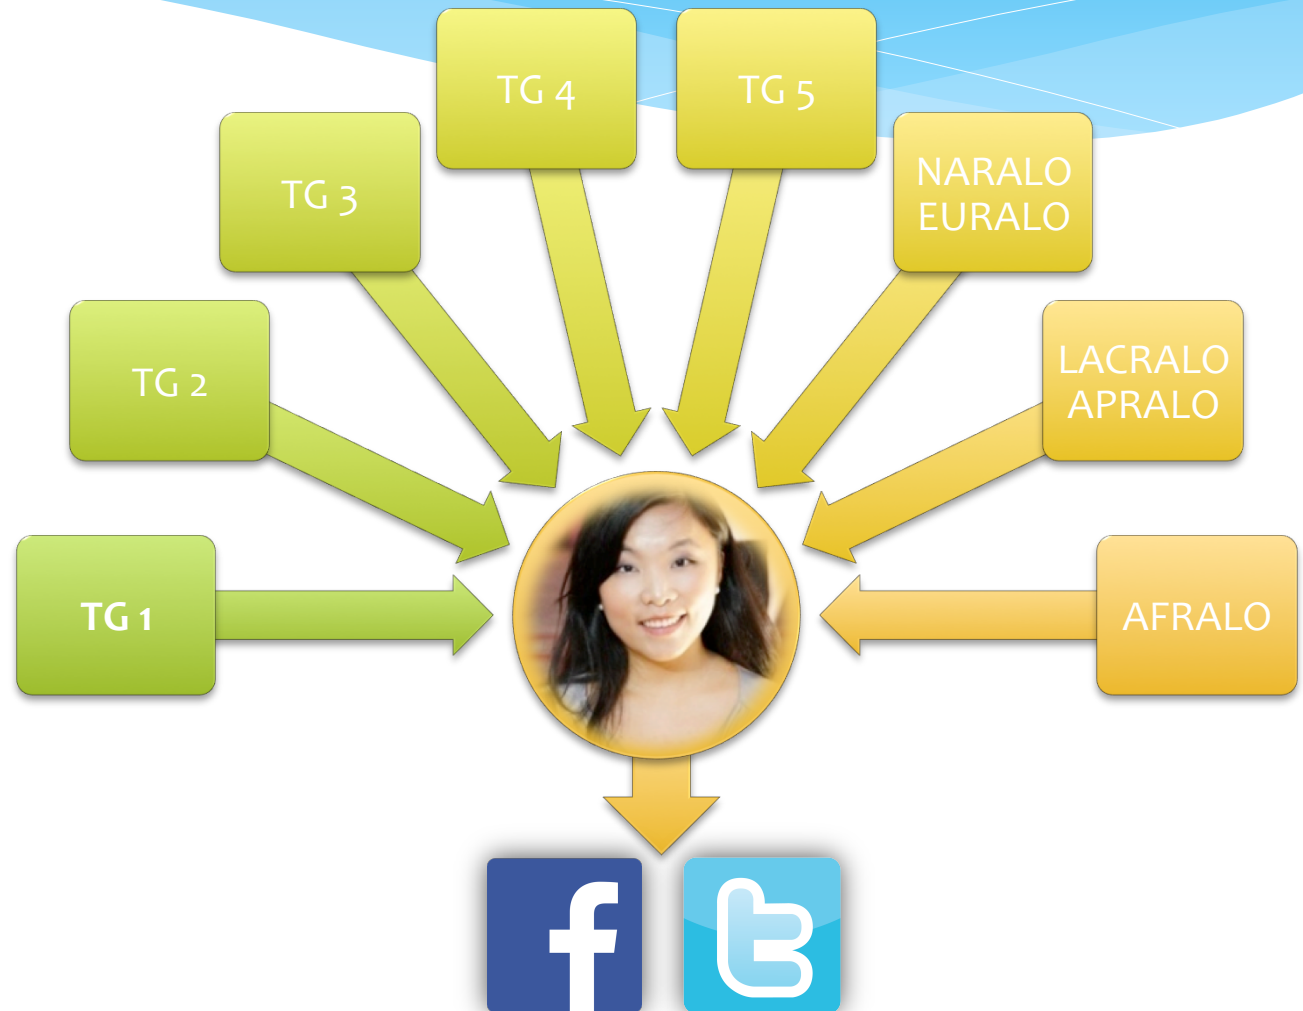 TG 4
TG 5
TG 3
NARALO
EURALO
TG 2
LACRALO
APRALO
TG 1
AFRALO
f
t